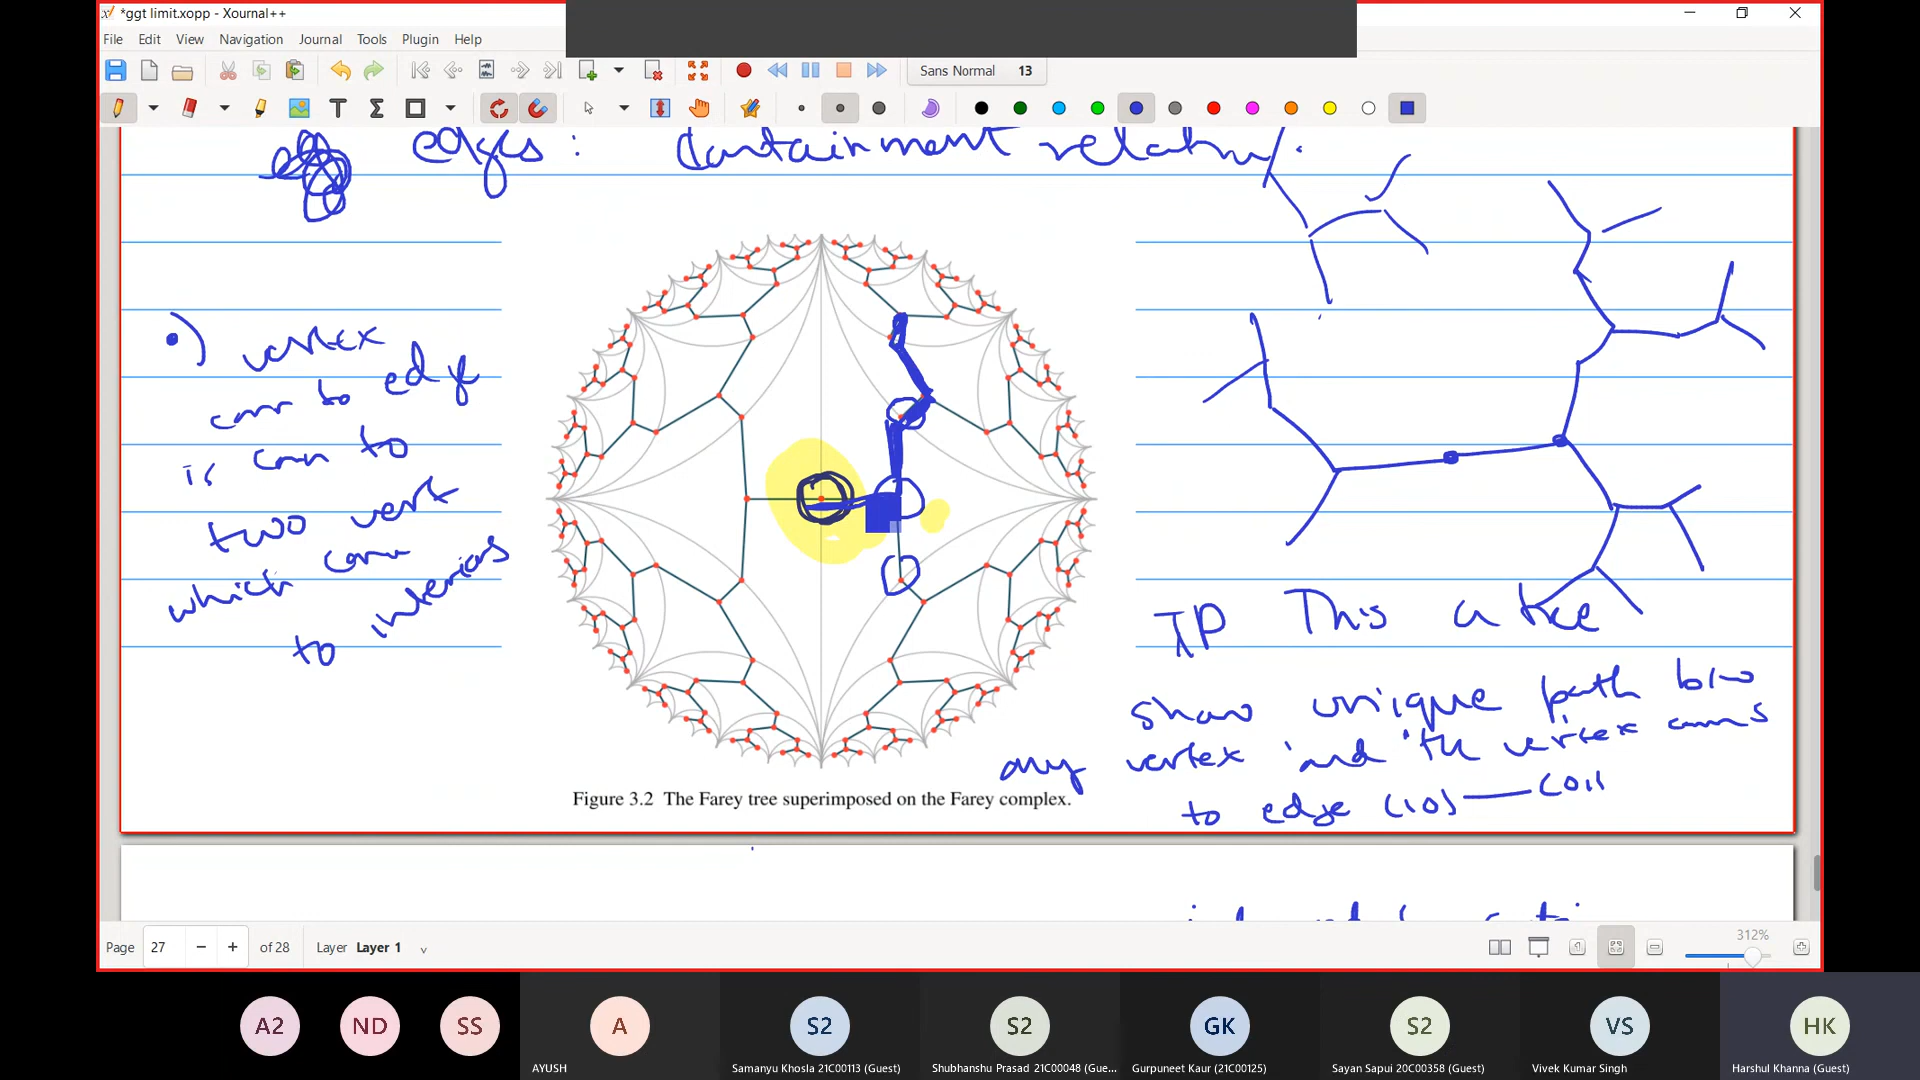 *ggt limit.xopp - Xournal++
File Edit View Navigation Journal Tools Plugin Help
Sans Normal 13
edges : Containment relation.
•) vertex
corr to edge
is corr to
two vert
which corr
to interiors
TP This a tree
show unique path b/w
any vertex and the vertex corrs
to edge (10) — (01)
Figure 3.2 The Farey tree superimposed on the Farey complex.
Page 27 − + of 28 Layer Layer 1
312%
A2 ND SS A S2 S2 GK S2 VS HK
AYUSH
Samanyu Khosla 21C00113 (Guest)
Shubhanshu Prasad 21C00048 (Gue...
Gurpuneet Kaur (21C00125)
Sayan Sapui 20C00358 (Guest)
Vivek Kumar Singh
Harshul Khanna (Guest)